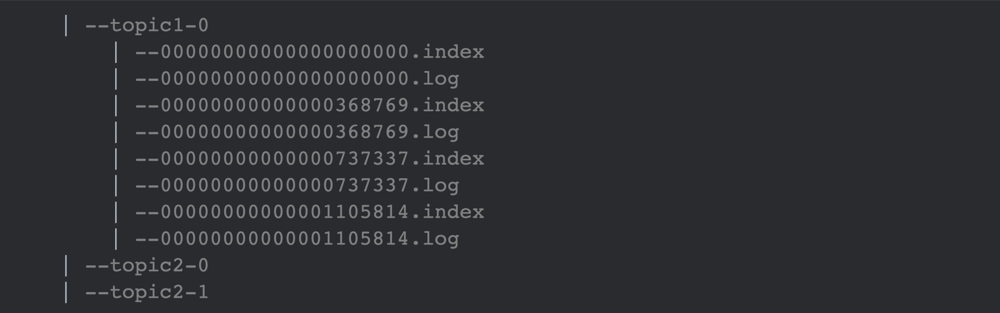 | --topic1-0
| --00000000000000000000.index
| --00000000000000000000.log
| --00000000000000368769.index
| --00000000000000368769.log
| --00000000000000737337.index
| --00000000000000737337.log
| --00000000000001105814.index
| --00000000000001105814.log
| --topic2-0
| --topic2-1